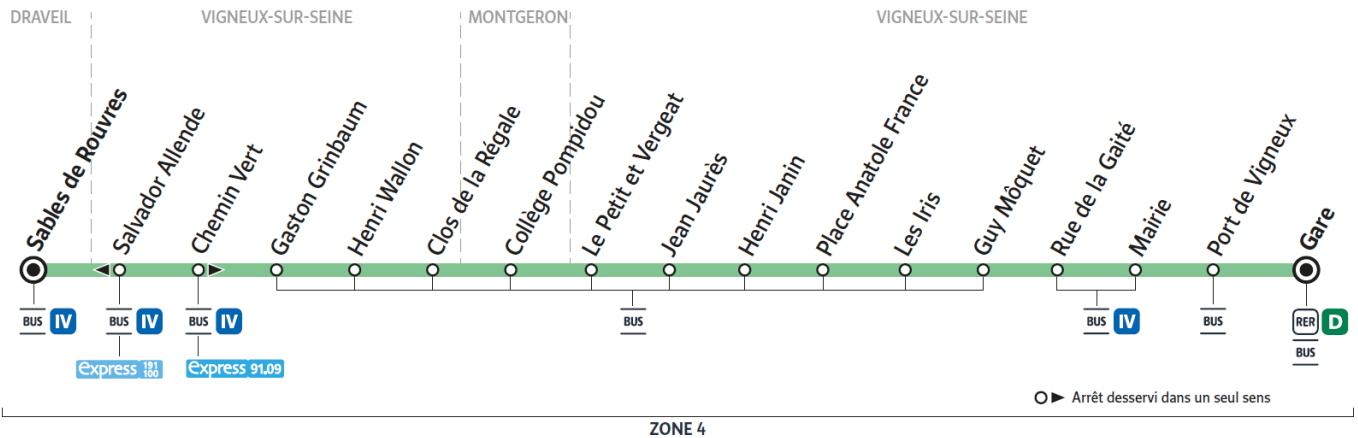 DRAVEIL
VIGNEUX-SUR-SEINE
MONTGERON
VIGNEUX-SUR-SEINE
Sables de Rouvres
Salvador Allende
Chemin Vert
Gaston Grinbaum
Henri Wallon
Clos de la Régale
Collège Pompidou
Le Petit et Vergeat
Jean Jaurès
Henri Janin
Place Anatole France
Les Iris
Guy Môquet
Rue de la Gaité
Mairie
Port de Vigneux
Gare
BUS IV
BUS IV
express 191 100
BUS IV
express 91.09
BUS
BUS IV
BUS
RER D
BUS
Arrêt desservi dans un seul sens
ZONE 4